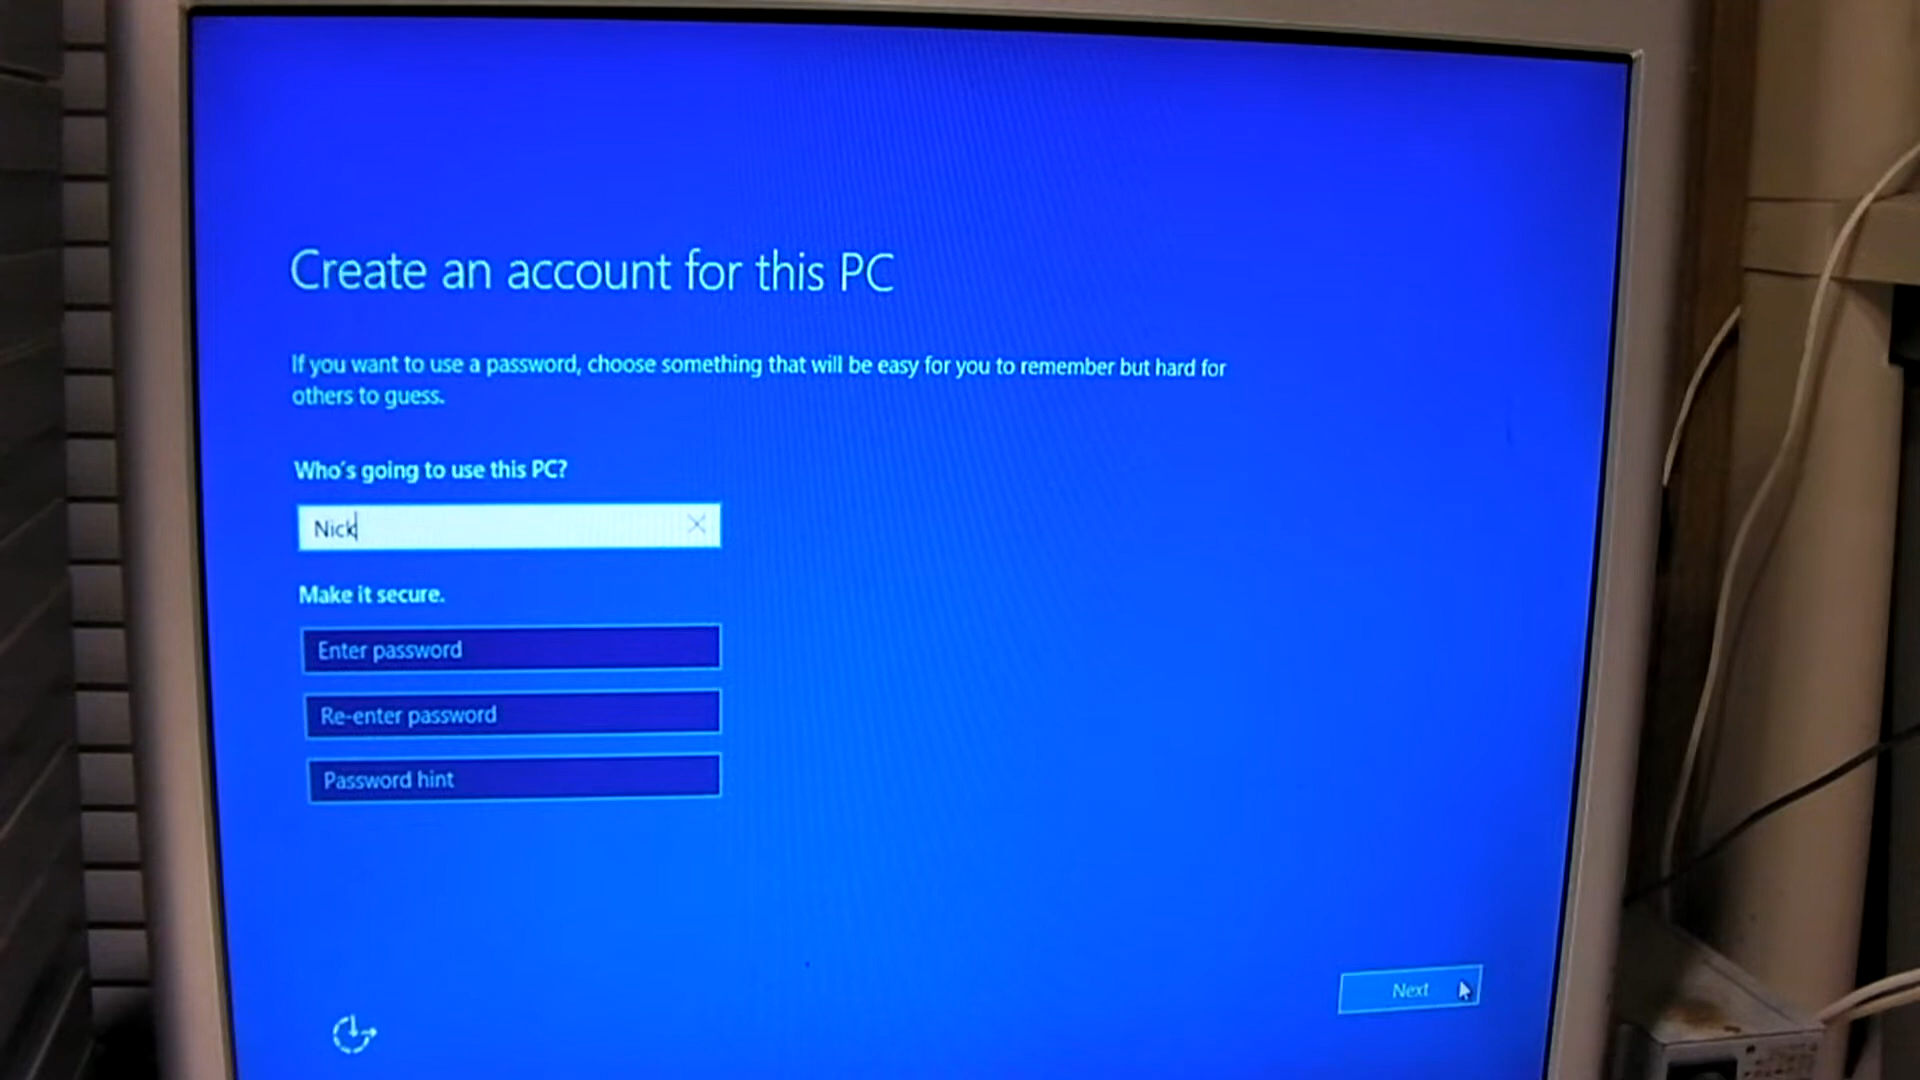 Create an account for this PC
If you want to use a password, choose something that will be easy for you to remember but hard for
others to guess.
Who's going to use this PC?
Nick
Make it secure.
Enter password
Re-enter password
Password hint
Next